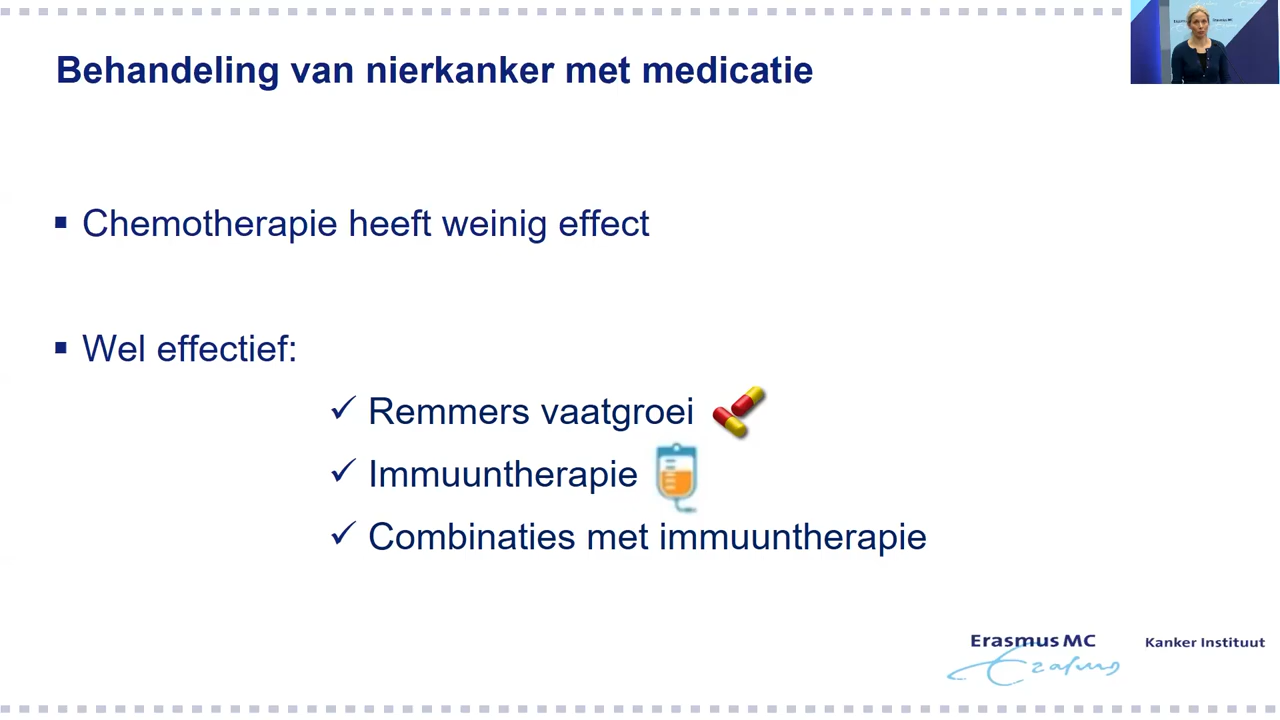 Behandeling van nierkanker met medicatie
Chemotherapie heeft weinig effect
Wel effectief:
Remmers vaatgroei
Immuuntherapie
Combinaties met immuuntherapie
Erasmus MC
Erasmus
Kanker Instituut